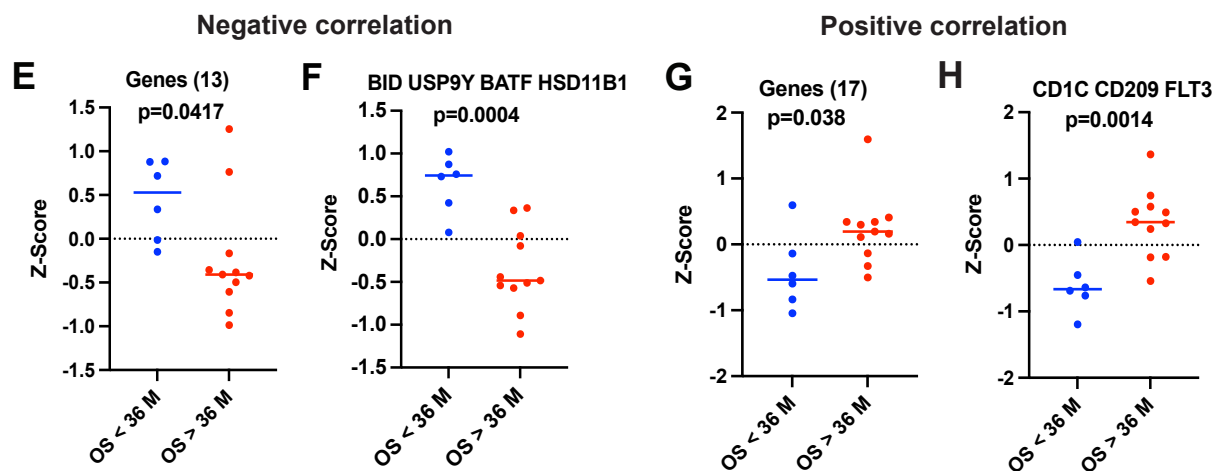 Negative correlation
Positive correlation
E
Genes (13)
p=0.0417
Z-Score
1.5
1.0
0.5
0.0
-0.5
-1.0
-1.5
OS < 36 M
OS > 36 M
F
BID USP9Y BATF HSD11B1
p=0.0004
Z-Score
1.5
1.0
0.5
0.0
-0.5
-1.0
-1.5
OS < 36 M
OS > 36 M
G
Genes (17)
p=0.038
Z-Score
2
1
0
-1
-2
OS < 36 M
OS > 36 M
H
CD1C CD209 FLT3
p=0.0014
Z-Score
2
1
0
-1
-2
OS < 36 M
OS > 36 M